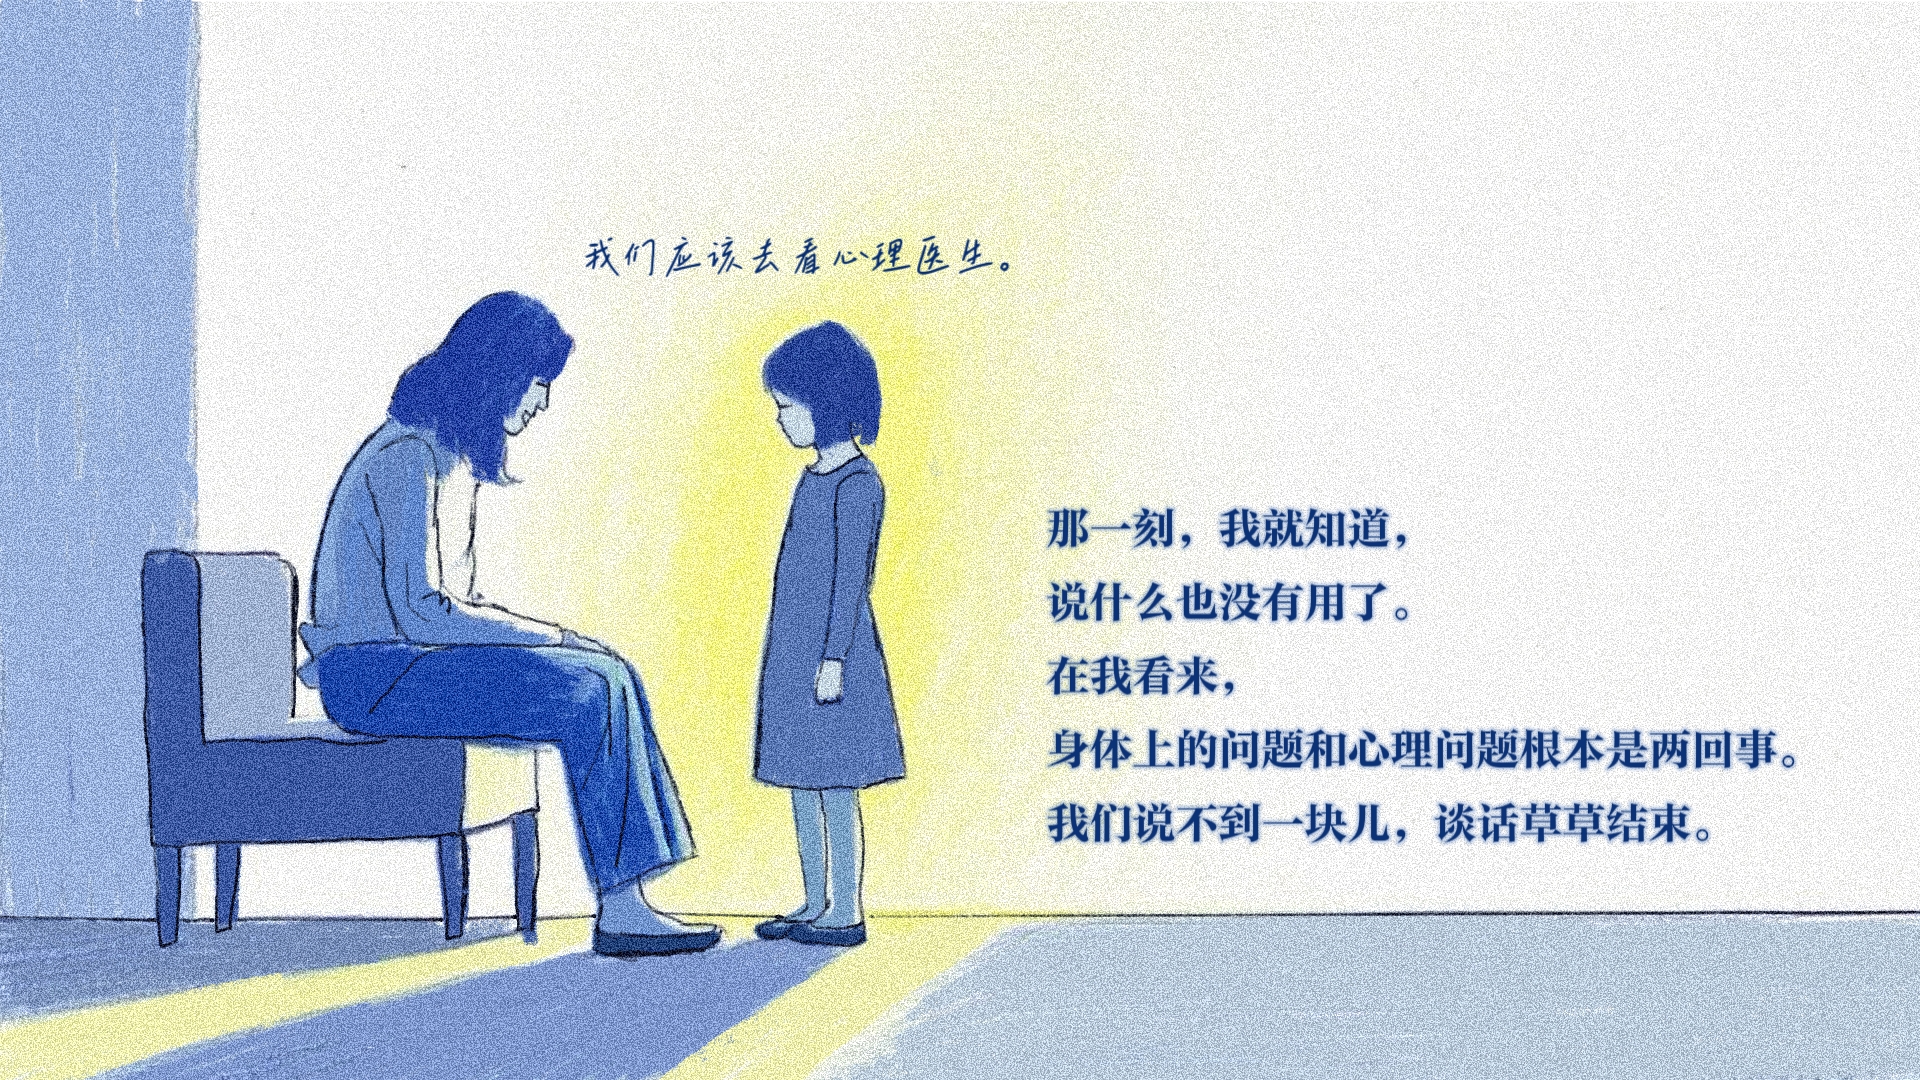 我们应该去看心理医生。
那一刻，我就知道，
说什么也没有用了。
在我看来，
身体上的问题和心理问题根本是两回事。
我们说不到一块儿，谈话草草结束。